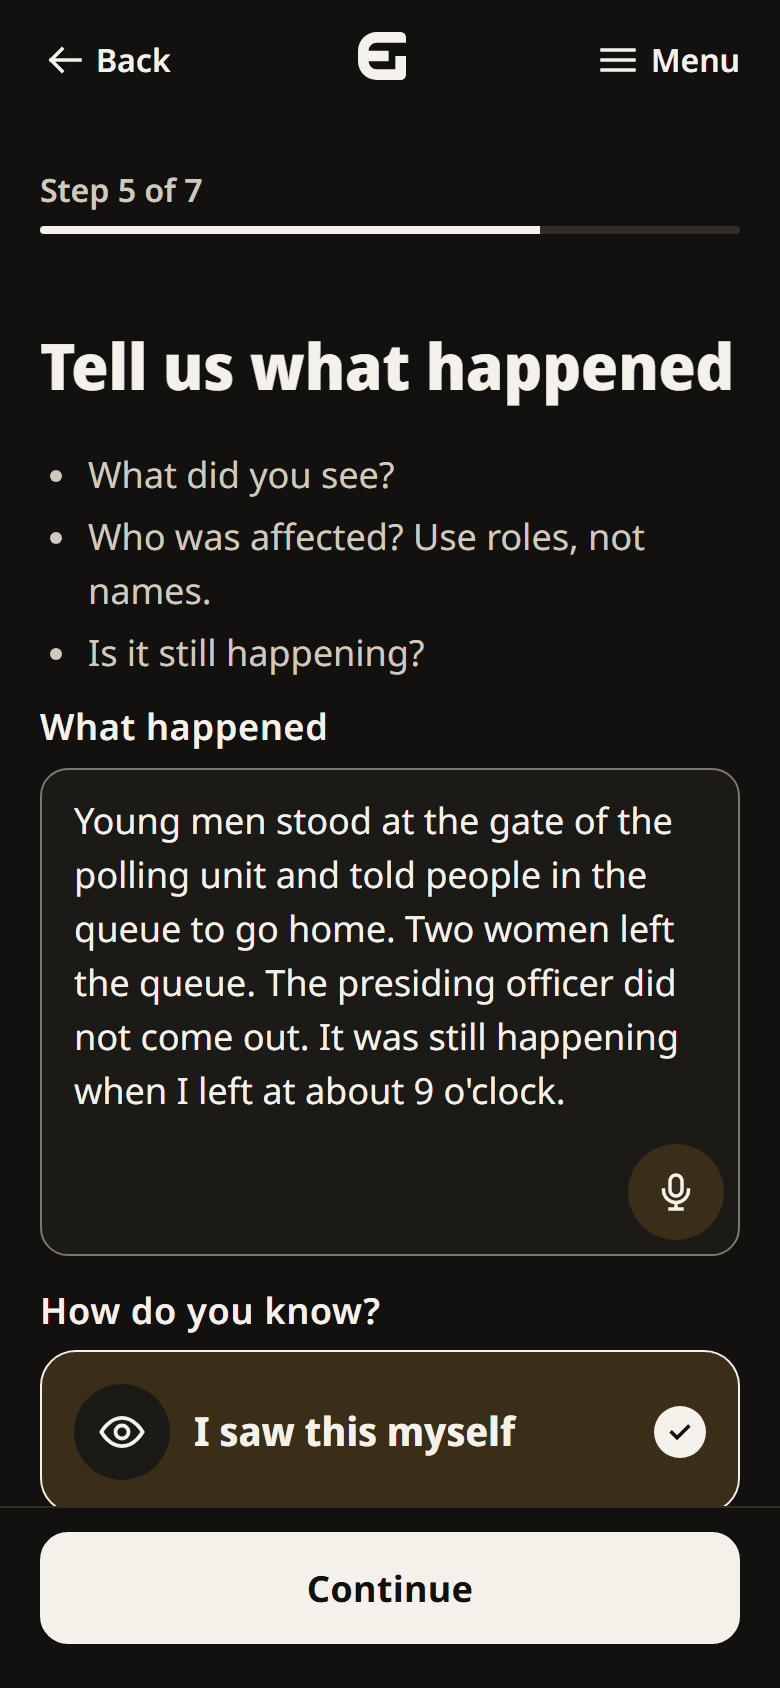 Back
Menu
Step 5 of 7
Tell us what happened
What did you see?
Who was affected? Use roles, not
names.
Is it still happening?
What happened
Young men stood at the gate of the
polling unit and told people in the
queue to go home. Two women left
the queue. The presiding officer did
not come out. It was still happening
when I left at about 9 o'clock.
How do you know?
I saw this myself
Continue